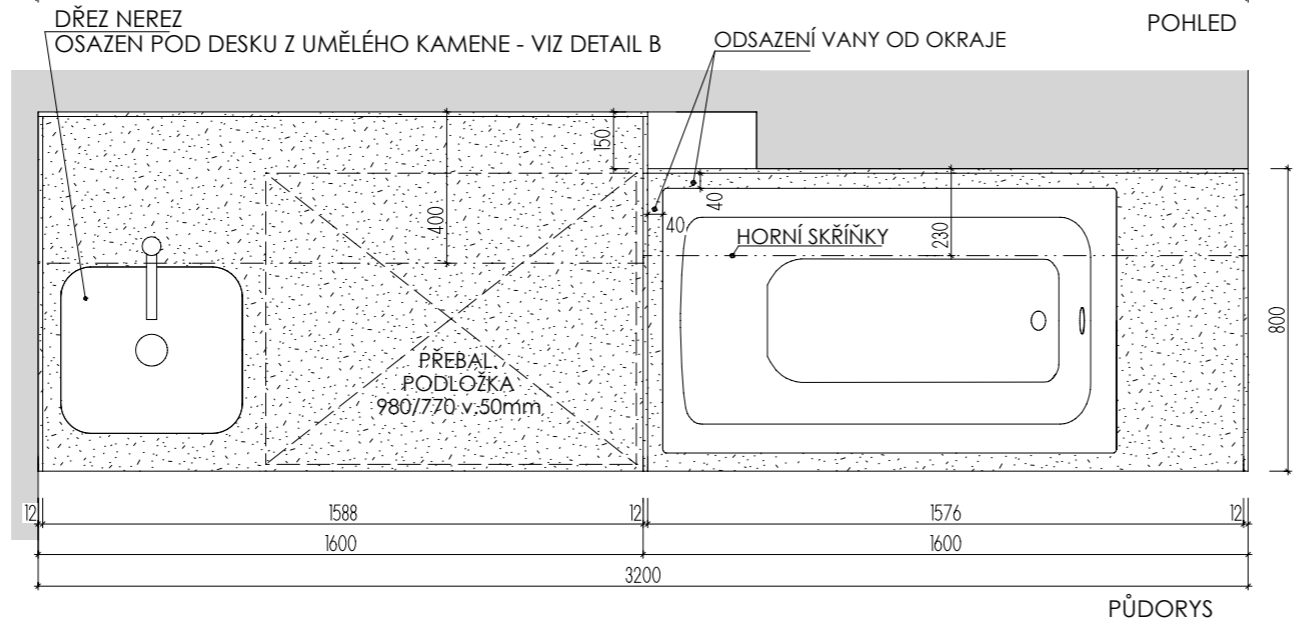 DŘEZ NEREZ
OSAZEN POD DESKU Z UMĚLÉHO KAMENE - VIZ DETAIL B
ODSAZENÍ VANY OD OKRAJE
POHLED
150
400
40
40
HORNÍ SKŘÍŇKY
230
800
PŘEBAL.
PODLOŽKA
980/770 v.50mm
12 1588 12 1576 12
1600 1600
3200
PŮDORYS